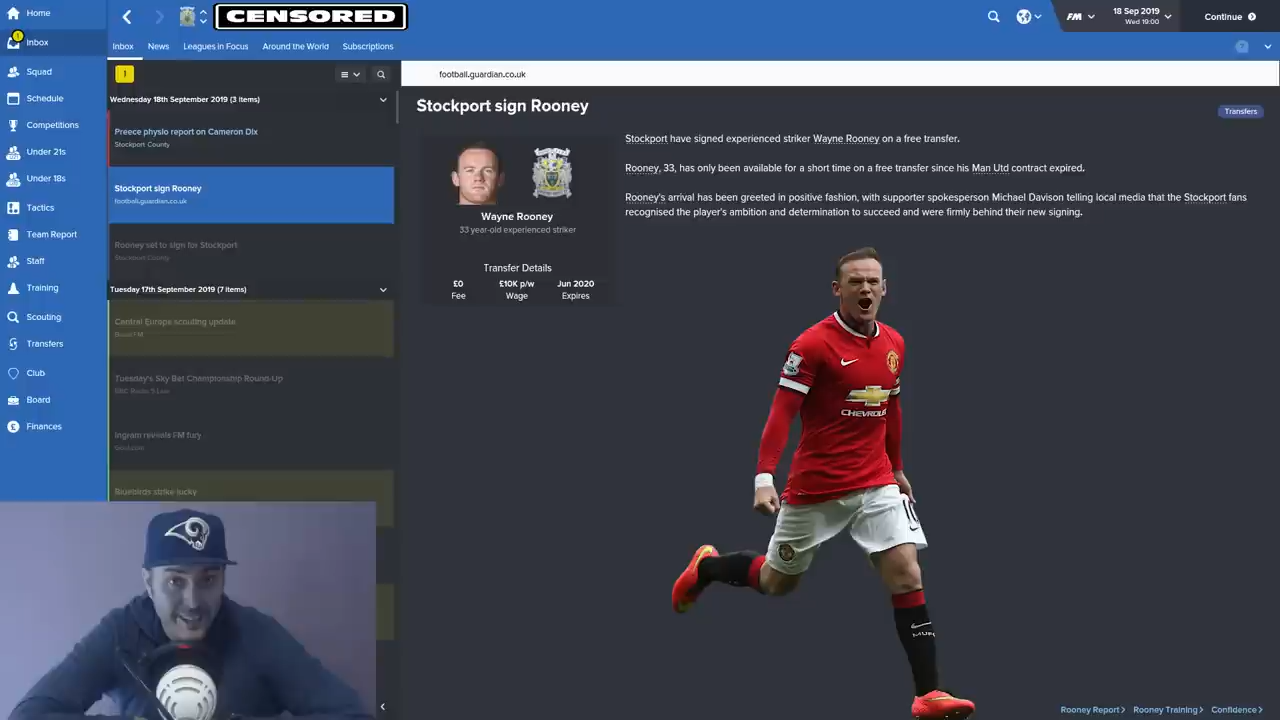 Home
CENSORED
FM
18 Sep 2019
Wed 19:00
Continue
1
Inbox
Inbox
News
Leagues in Focus
Around the World
Subscriptions
?
Squad
Schedule
Competitions
Under 21s
Under 18s
Tactics
Team Report
Staff
Training
Scouting
Transfers
Club
Board
Finances
1
Wednesday 18th September 2019 (3 items)
Preece physio report on Cameron Dix
Stockport County
Stockport sign Rooney
football.guardian.co.uk
Rooney set to sign for Stockport
Stockport County
Tuesday 17th September 2019 (7 items)
Central Europe scouting update
Tuesday's Sky Bet Championship Round-Up
BBC Radio 5 Live
Ingram reveals FM fury
Bluebirds strike lucky
football.guardian.co.uk
Stockport sign Rooney
Transfers
Wayne Rooney
33 year-old experienced striker
Transfer Details
£0
£10K p/w
Jun 2020
Fee
Wage
Expires
Stockport have signed experienced striker Wayne Rooney on a free transfer.
Rooney, 33, has only been available for a short time on a free transfer since his Man Utd contract expired.
Rooney's arrival has been greeted in positive fashion, with supporter spokesperson Michael Davison telling local media that the Stockport fans
recognised the player's ambition and determination to succeed and were firmly behind their new signing.
CHEVROLET
10
MUFC
Rooney Report
Rooney Training
Confidence